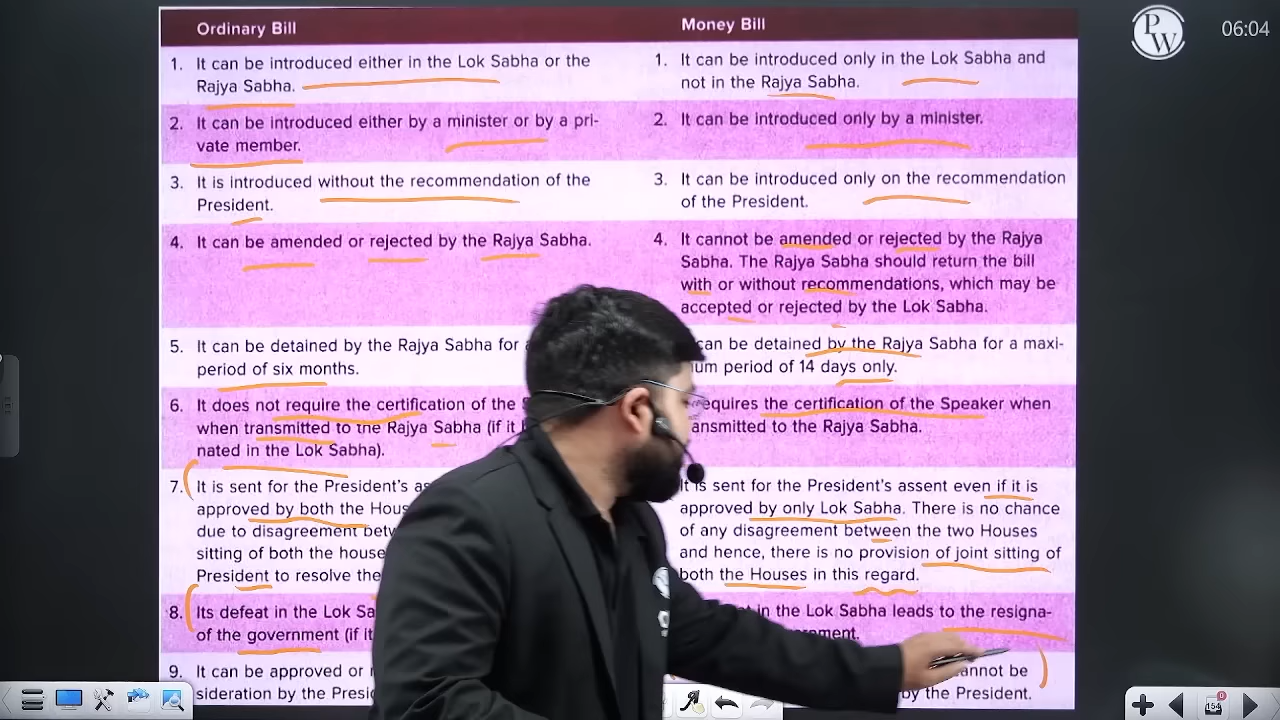 Ordinary Bill
Money Bill
1. It can be introduced either in the Lok Sabha or the
Rajya Sabha.
1. It can be introduced only in the Lok Sabha and
not in the Rajya Sabha.
2. It can be introduced either by a minister or by a pri-
vate member.
2. It can be introduced only by a minister.
3. It is introduced without the recommendation of the
President.
3. It can be introduced only on the recommendation
of the President.
4. It can be amended or rejected by the Rajya Sabha.
4. It cannot be amended or rejected by the Rajya
Sabha. The Rajya Sabha should return the bill
with or without recommendations, which may be
accepted or rejected by the Lok Sabha.
5. It can be detained by the Rajya Sabha for
period of six months.
can be detained by the Rajya Sabha for a maxi-
um period of 14 days only.
6. It does not require the certification of the
when transmitted to the Rajya Sabha (if it
nated in the Lok Sabha).
equires the certification of the Speaker when
ansmitted to the Rajya Sabha.
7. It is sent for the President's as
approved by both the Hous
due to disagreement betw
sitting of both the house
President to resolve the
It is sent for the President's assent even if it is
approved by only Lok Sabha. There is no chance
of any disagreement between the two Houses
and hence, there is no provision of joint sitting of
both the Houses in this regard.
8. Its defeat in the Lok Sa
of the government (if it
in the Lok Sabha leads to the resigna-
ment.
9. It can be approved or
sideration by the Presid
annot be
by the President.
PW
06:04
154